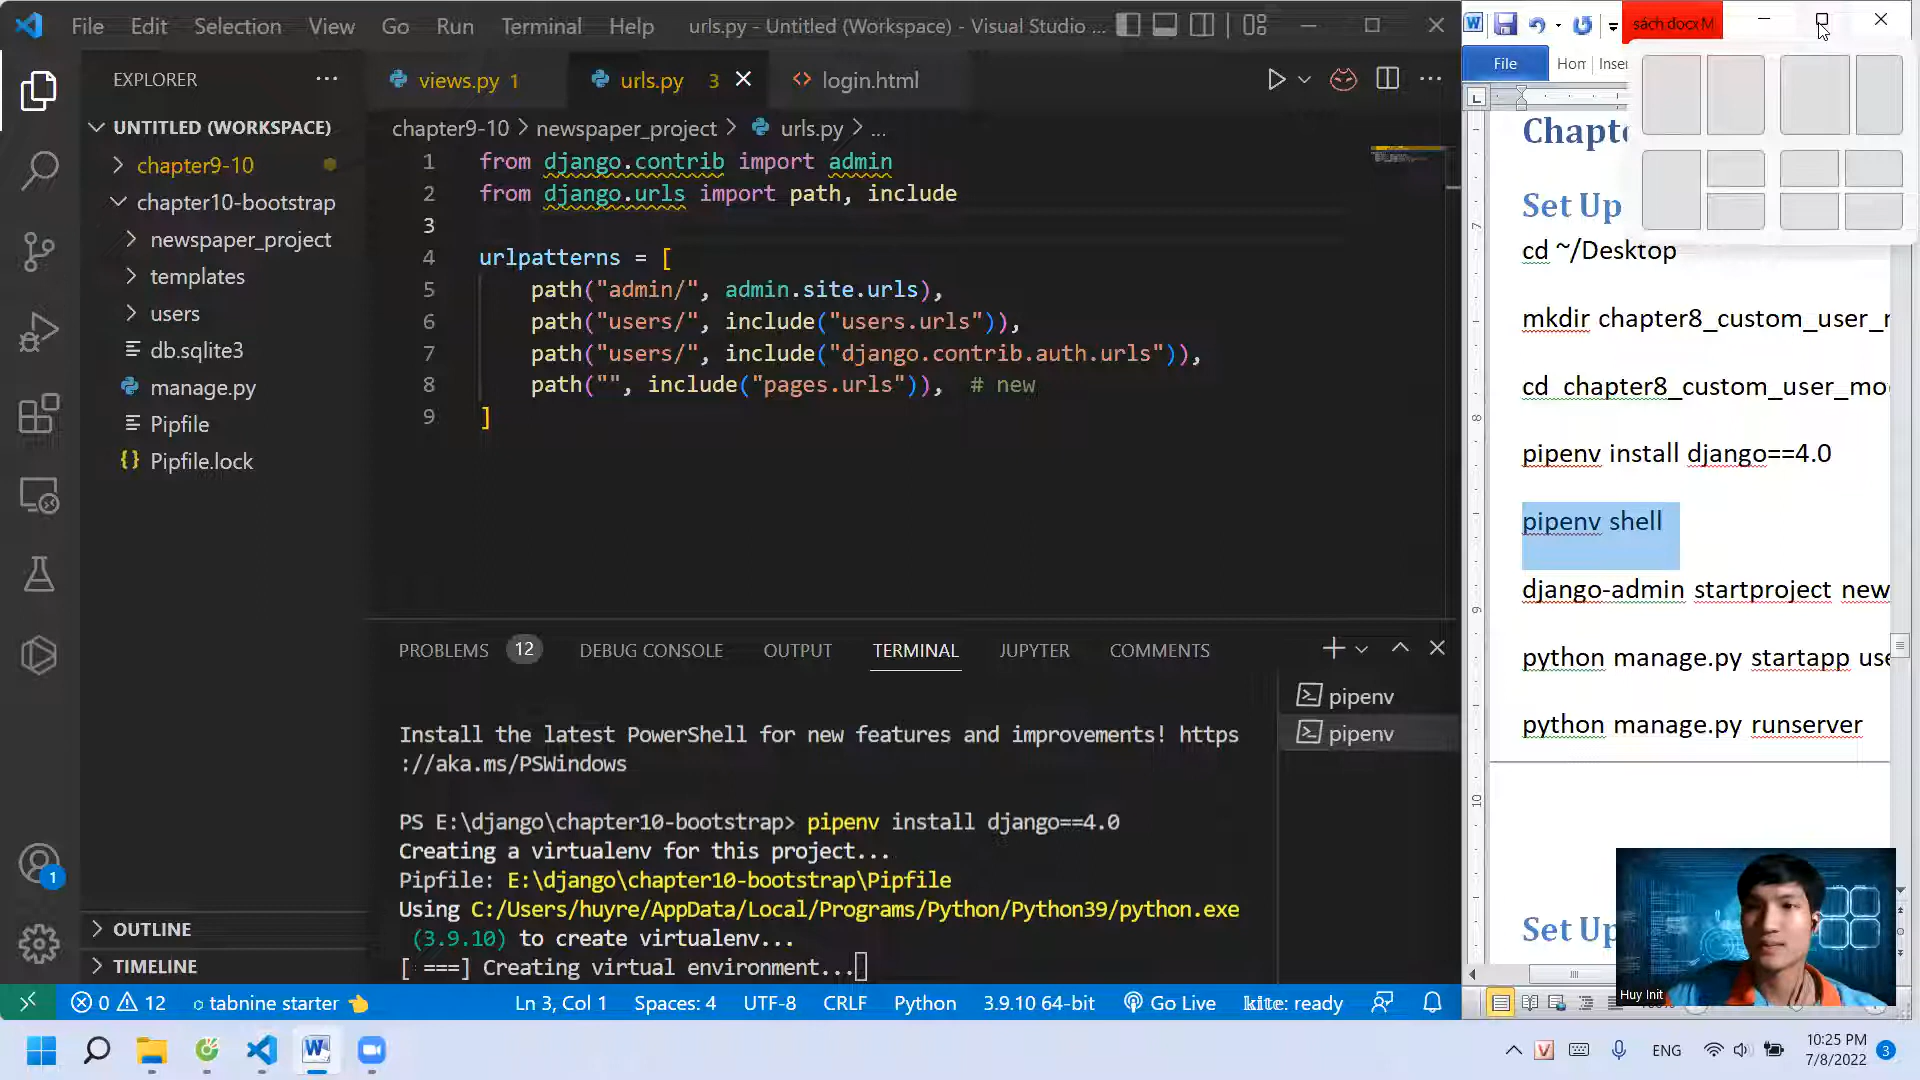 File Edit Selection View Go Run Terminal Help urls.py - Untitled (Workspace) - Visual Studio ...
EXPLORER
UNTITLED (WORKSPACE)
chapter9-10
chapter10-bootstrap
newspaper_project
templates
users
db.sqlite3
manage.py
Pipfile
Pipfile.lock
OUTLINE
TIMELINE
views.py 1 urls.py 3 login.html
chapter9-10 > newspaper_project > urls.py > ...
1 from django.contrib import admin
2 from django.urls import path, include
3
4 urlpatterns = [
5 path("admin/", admin.site.urls),
6 path("users/", include("users.urls")),
7 path("users/", include("django.contrib.auth.urls")),
8 path("", include("pages.urls")), # new
9 ]
PROBLEMS 12 DEBUG CONSOLE OUTPUT TERMINAL JUPYTER COMMENTS
pipenv
pipenv
Install the latest PowerShell for new features and improvements! https
://aka.ms/PSWindows
PS E:\django\chapter10-bootstrap> pipenv install django==4.0
Creating a virtualenv for this project...
Pipfile: E:\django\chapter10-bootstrap\Pipfile
Using C:/Users/huyre/AppData/Local/Programs/Python/Python39/python.exe
(3.9.10) to create virtualenv...
[ ===] Creating virtual environment...
1
0 12 tabnine starter Ln 3, Col 1 Spaces: 4 UTF-8 CRLF Python 3.9.10 64-bit Go Live kite: ready
sách docx M
File Hom Inser
7
8
9
10
Chapte
Set Up
cd ~/Desktop
mkdir chapter8_custom_user_
cd chapter8_custom_user_mo
pipenv install django==4.0
pipenv shell
django-admin startproject new
python manage.py startapp use
python manage.py runserver
Set Up
Huy Init
ENG
10:25 PM
7/8/2022
3